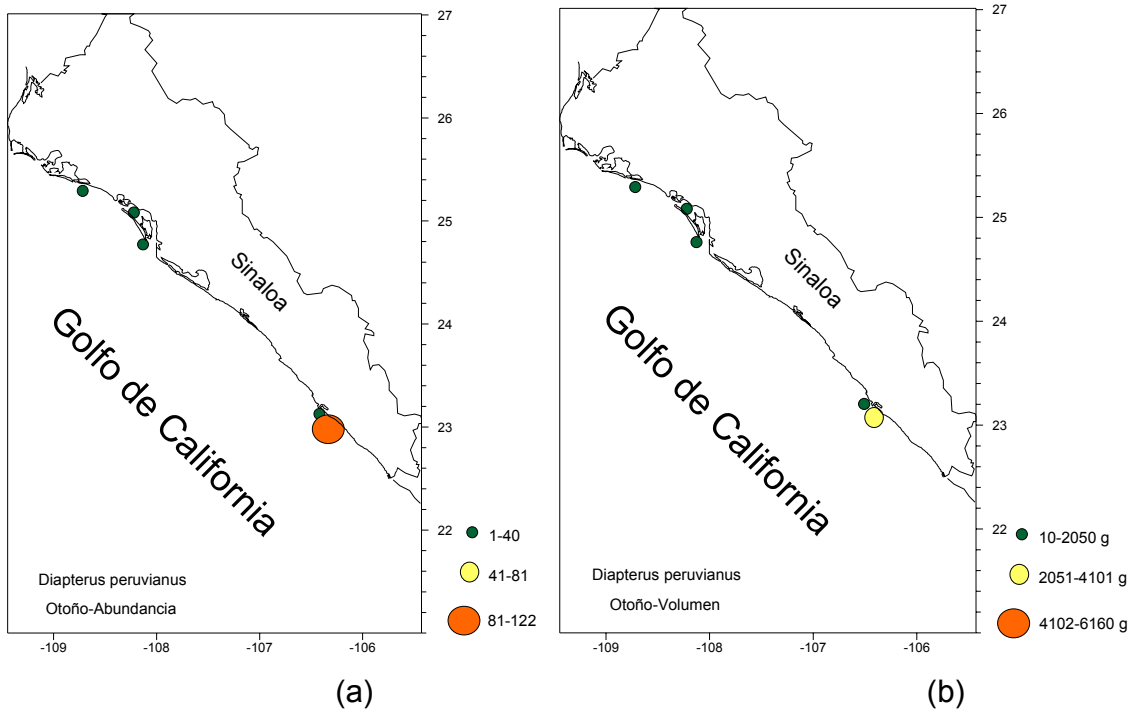 27
26
25
24
23
22
-109
-108
-107
-106
Sinaloa
Golfo de California
Diapterus peruvianus
Otoño-Abundancia
1-40
41-81
81-122
(a)
27
26
25
24
23
22
-109
-108
-107
-106
Sinaloa
Golfo de California
Diapterus peruvianus
Otoño-Volumen
10-2050 g
2051-4101 g
4102-6160 g
(b)